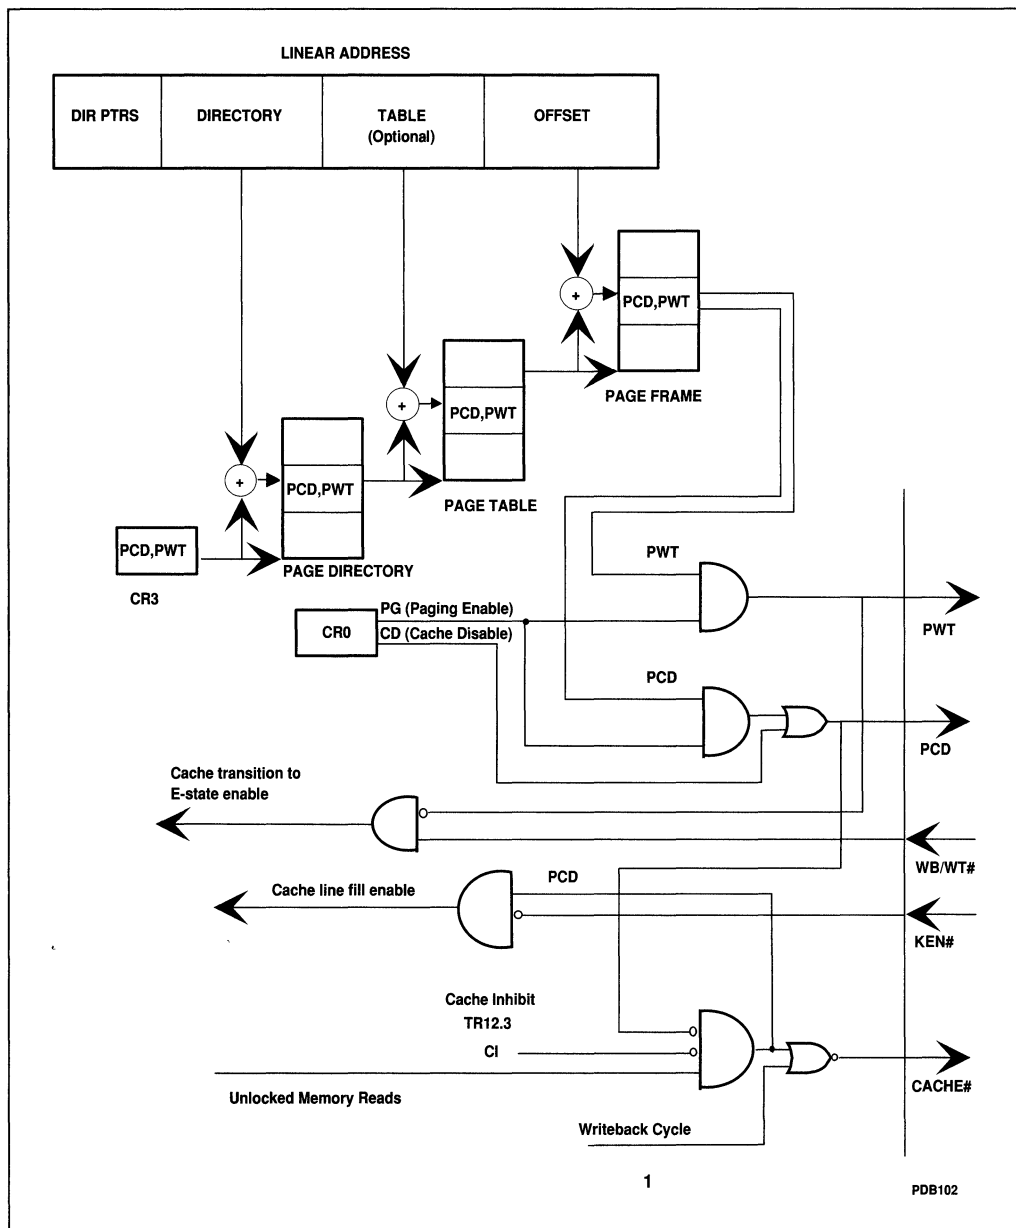 LINEAR ADDRESS
DIR PTRS
DIRECTORY
TABLE
(Optional)
OFFSET
PCD,PWT
PAGE FRAME
PCD,PWT
PAGE TABLE
PCD,PWT
PAGE DIRECTORY
PCD,PWT
CR3
+
+
+
PWT
PG (Paging Enable)
CR0
CD (Cache Disable)
PWT
PCD
PCD
Cache transition to
E-state enable
WB/WT#
PCD
Cache line fill enable
KEN#
Cache Inhibit
TR12.3
CI
CACHE#
Unlocked Memory Reads
Writeback Cycle
1
PDB102